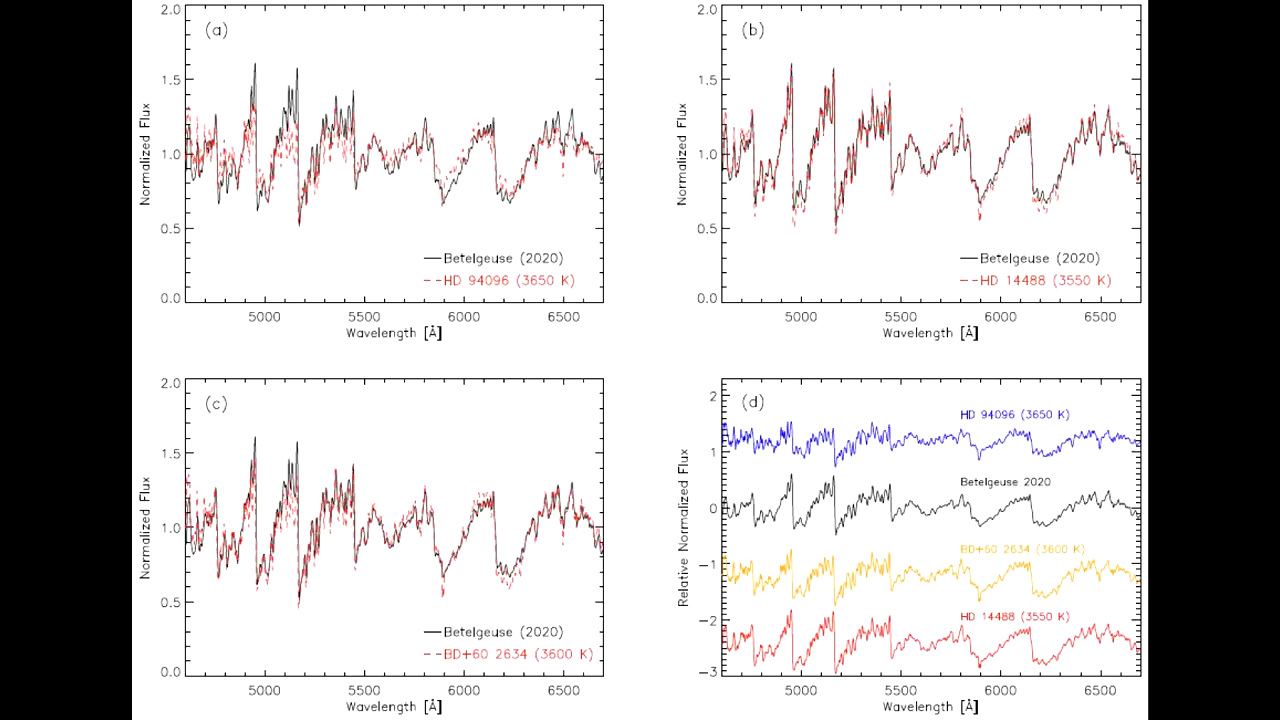 2.0
(a)
1.5
1.0
0.5
0.0
Normalized Flux
Betelgeuse (2020)
HD 94096 (3650 K)
5000 5500 6000 6500
Wavelength [Å]
2.0
(b)
1.5
1.0
0.5
0.0
Normalized Flux
Betelgeuse (2020)
HD 14488 (3550 K)
5000 5500 6000 6500
Wavelength [Å]
2.0
(c)
1.5
1.0
0.5
0.0
Normalized Flux
Betelgeuse (2020)
BD+60 2634 (3600 K)
5000 5500 6000 6500
Wavelength [Å]
(d)
2
1
0
−1
−2
−3
Relative Normalized Flux
HD 94096 (3650 K)
Betelgeuse 2020
BD+60 2634 (3600 K)
HD 14488 (3550 K)
5000 5500 6000 6500
Wavelength [Å]